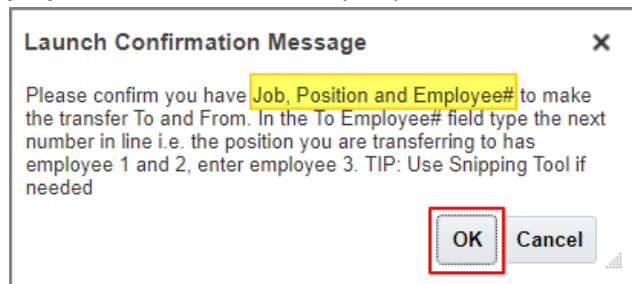 Launch Confirmation Message
Please confirm you have Job, Position and Employee# to make
the transfer To and From. In the To Employee# field type the next
number in line i.e. the position you are transferring to has
employee 1 and 2, enter employee 3. TIP: Use Snipping Tool if
needed
OK Cancel